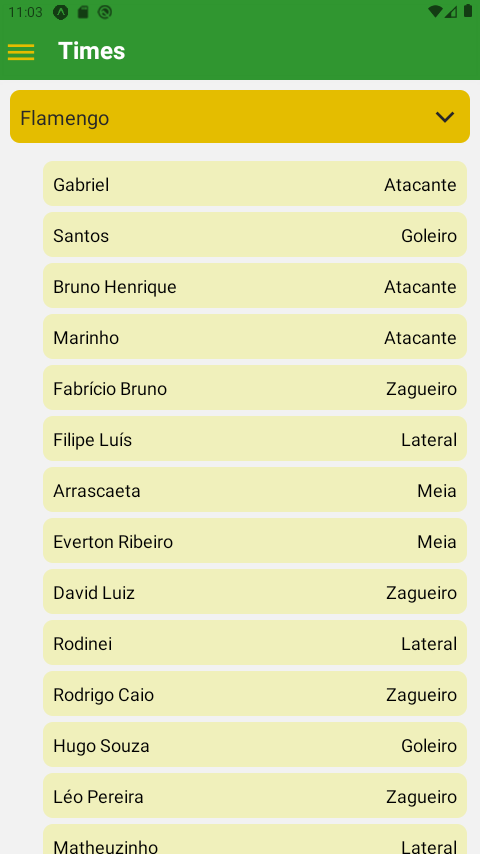 11:03
Times
Flamengo
Gabriel Atacante
Santos Goleiro
Bruno Henrique Atacante
Marinho Atacante
Fabrício Bruno Zagueiro
Filipe Luís Lateral
Arrascaeta Meia
Everton Ribeiro Meia
David Luiz Zagueiro
Rodinei Lateral
Rodrigo Caio Zagueiro
Hugo Souza Goleiro
Léo Pereira Zagueiro
Matheuzinho Lateral